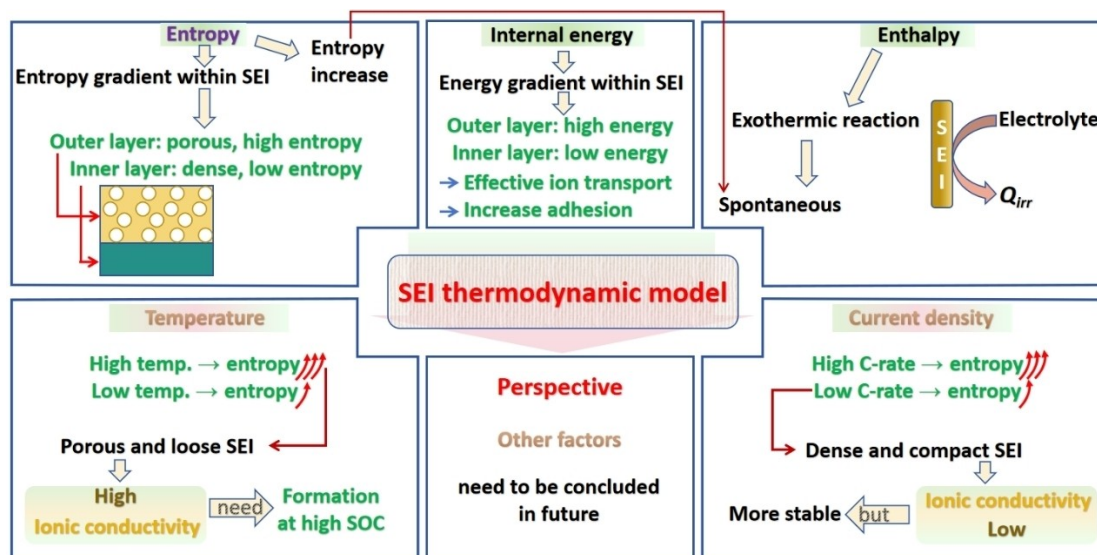 Entropy
Entropy
increase
Entropy gradient within SEI
Outer layer: porous, high entropy
Inner layer: dense, low entropy
Internal energy
Energy gradient within SEI
Outer layer: high energy
Inner layer: low energy
→ Effective ion transport
→ Increase adhesion
Enthalpy
Exothermic reaction
Spontaneous
SEI
Electrolyte
Qirr
SEI thermodynamic model
Temperature
High temp. → entropy
Low temp. → entropy
Porous and loose SEI
High
Ionic conductivity
need
Formation
at high SOC
Perspective
Other factors
need to be concluded
in future
Current density
High C-rate → entropy
Low C-rate → entropy
Dense and compact SEI
Ionic conductivity
Low
but
More stable